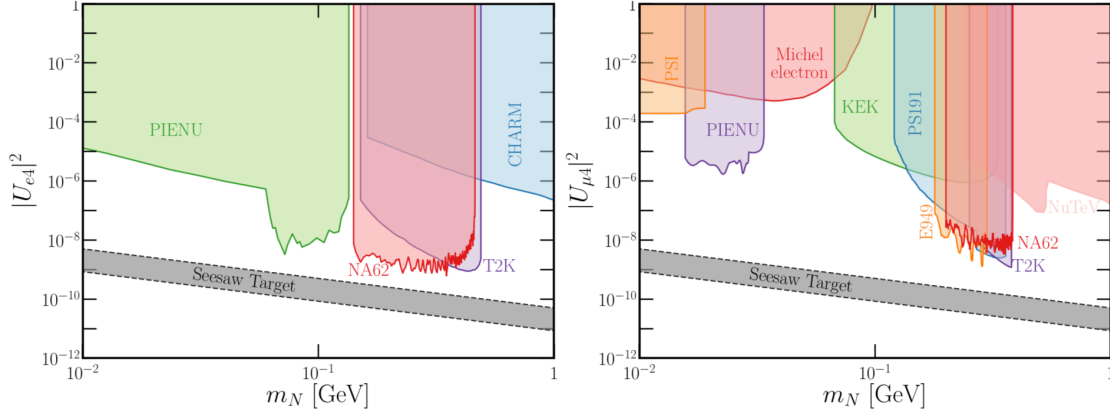 10⁻²
10⁻⁴
10⁻⁶
10⁻⁸
10⁻¹⁰
10⁻¹²
|U_{e4}|²
PIENU
CHARM
NA62
T2K
Seesaw Target
10⁻²
10⁻¹
1
m_N [GeV]
1
10⁻²
10⁻⁴
10⁻⁶
10⁻⁸
10⁻¹⁰
10⁻¹²
|U_{μ4}|²
PSI
Michel
electron
PIENU
KEK
PS191
E949
NuTeV
NA62
T2K
Seesaw Target
10⁻²
10⁻¹
1
m_N [GeV]